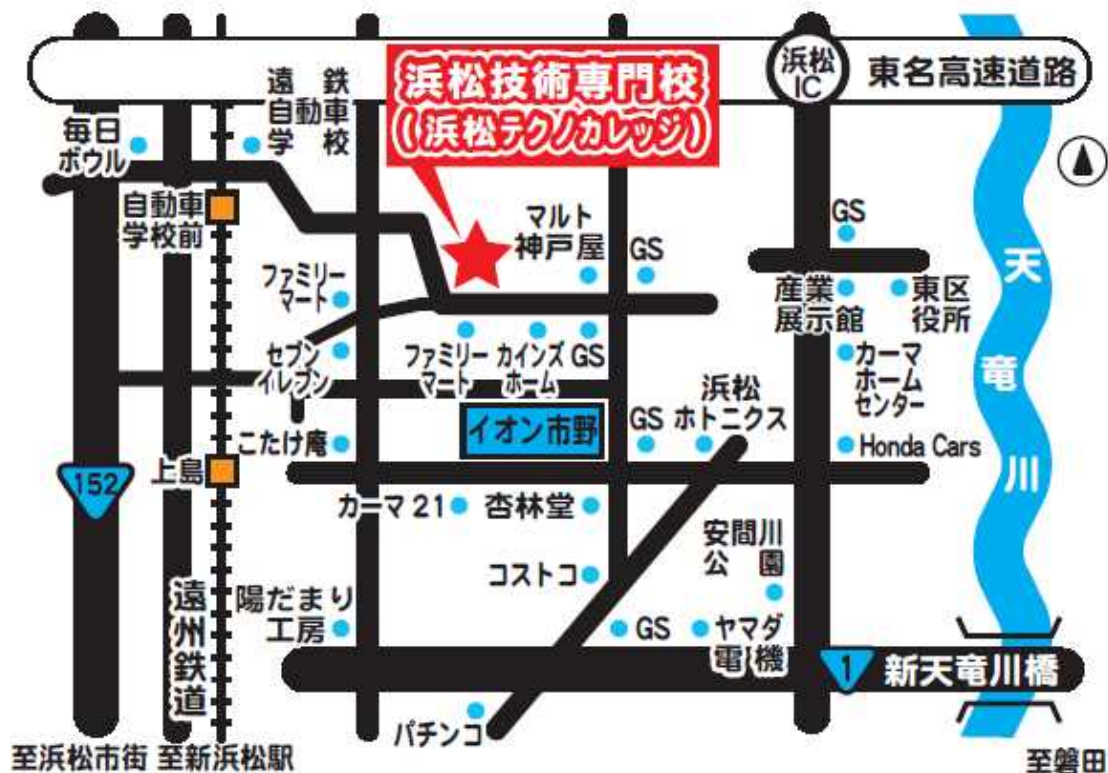 浜松
IC
東名高速道路
浜松技術専門校
(浜松テクノカレッジ)
遠鉄
自動車
学校
毎日
ボウル
自動車
学校前
マルト
神戸屋
GS
GS
ファミリー
マート
産業
展示館
東区
役所
天竜川
セブン
イレブン
ファミリー
マート
カインズ
ホーム
GS
カーマ
ホーム
センター
浜松
ホトニクス
イオン市野
GS
こたけ庵
Honda Cars
152
上島
カーマ21
杏林堂
安間川
公園
コストコ
遠州鉄道
陽だまり
工房
GS
ヤマダ
電機
1
新天竜川橋
パチンコ
至浜松市街
至新浜松駅
至磐田